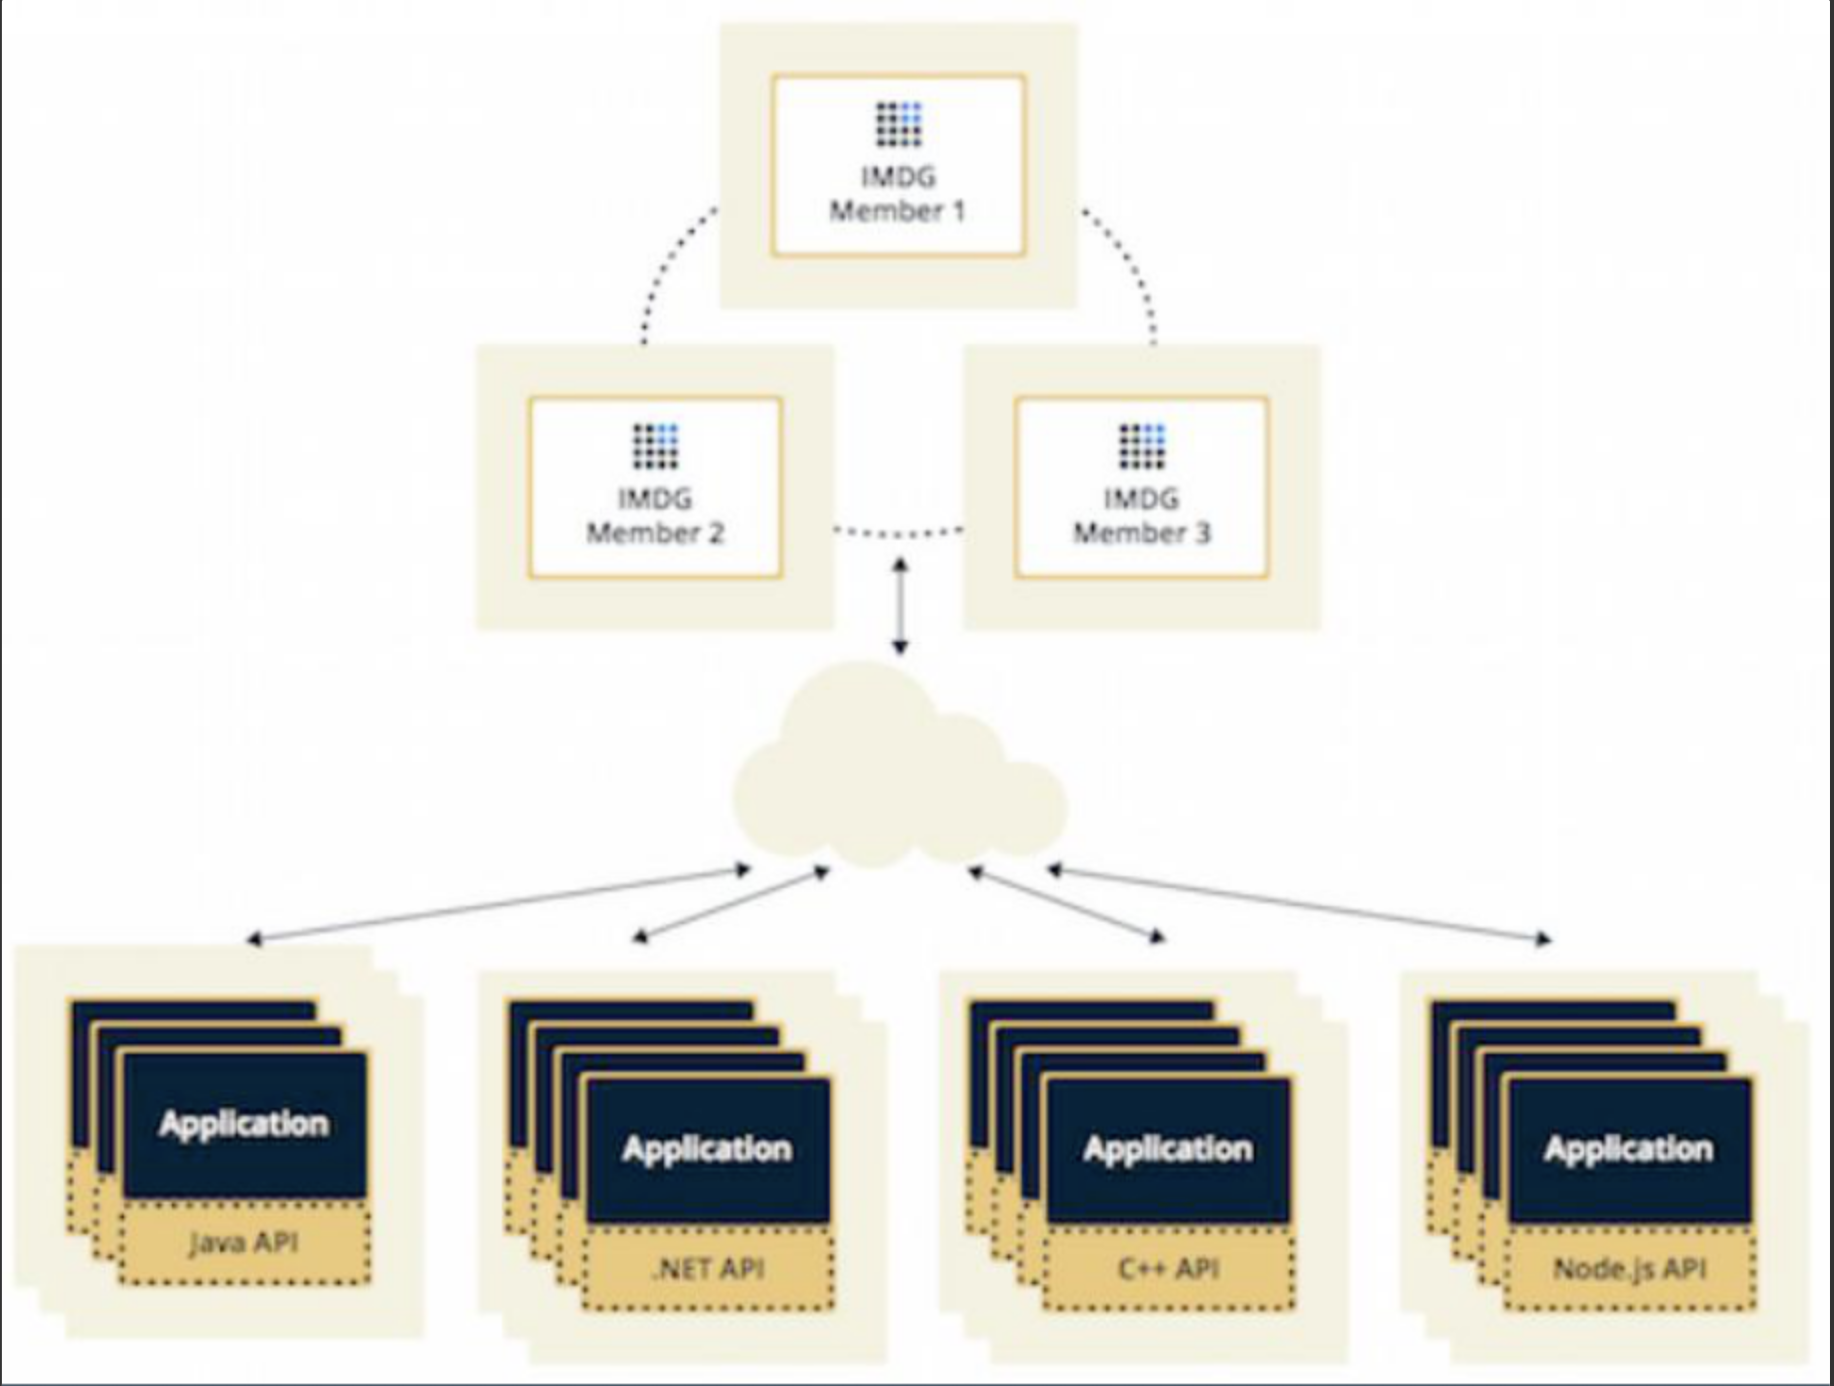 IMDG
Member 1
IMDG
Member 2
IMDG
Member 3
Application
Java API
Application
.NET API
Application
C++ API
Application
Node.js API